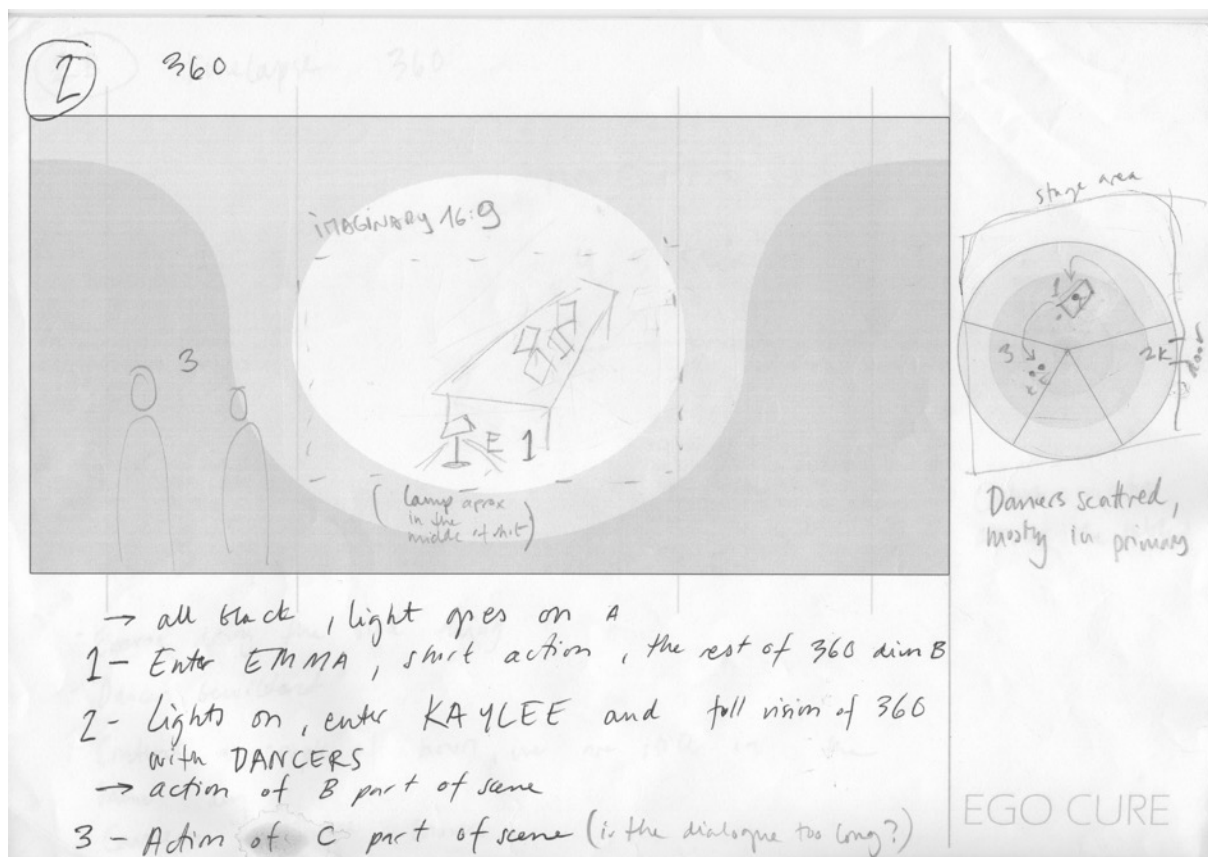 2 360
stage area
IMAGINARY 16:9
1
3
3
2K
door
E 1
(Lamp aprox
in the
middle of shot)
Dancers scattred,
mostly in primary
→ all black, light goes on A
1 - Enter EMMA, short action, the rest of 360 dim B
2 - Lights on, enter KAYLEE and full vision of 360
with DANCERS
→ action of B part of scene
3 - Action of C part of scene (is the dialogue too long?)
EGO CURE